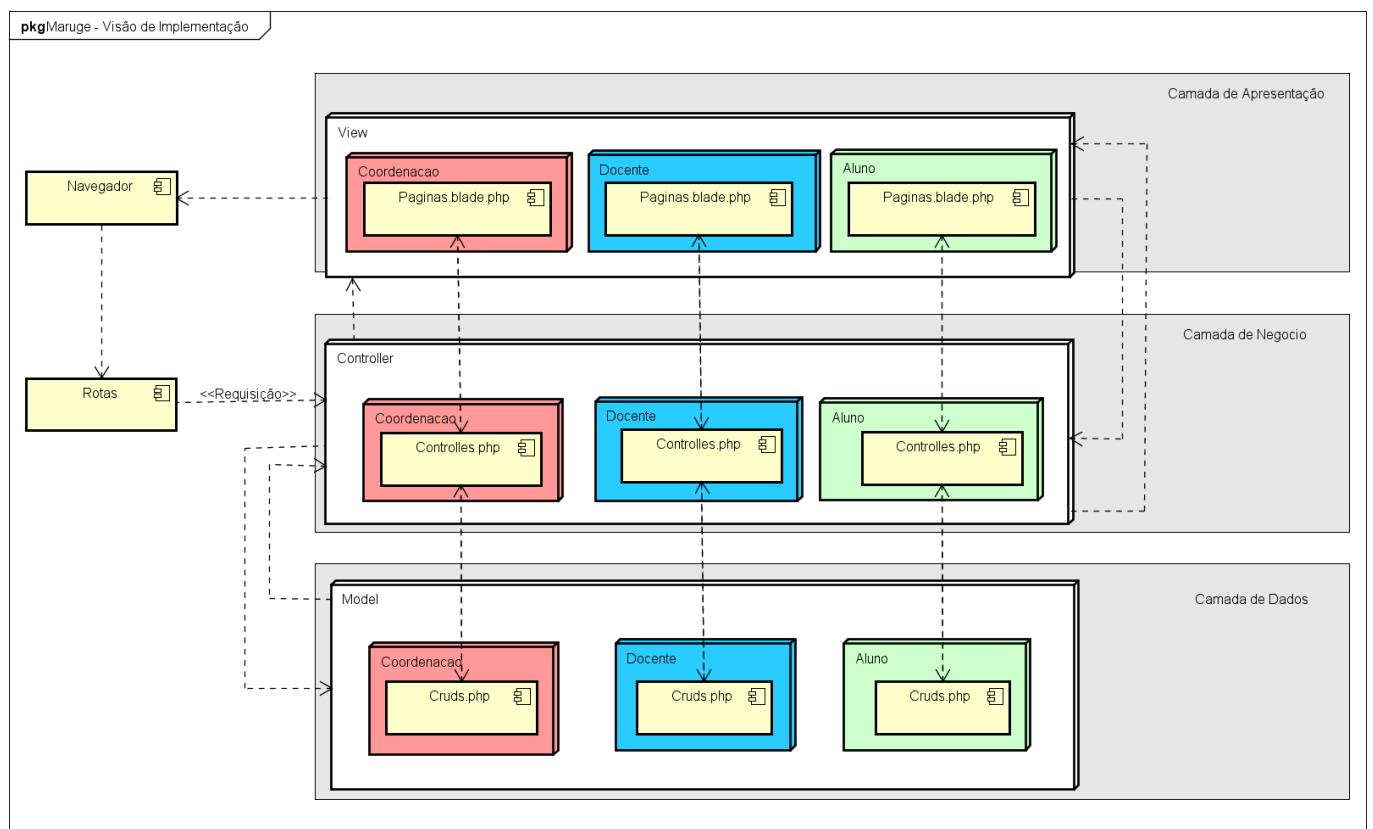 pkgMaruge - Visão de Implementação
Camada de Apresentação
View
Coordenacao
Docente
Aluno
Paginas.blade.php
Paginas.blade.php
Paginas.blade.php
Navegador
Camada de Negocio
Controller
Rotas
<<Requisição>>
Coordenacao
Docente
Aluno
Controlles.php
Controlles.php
Controlles.php
Camada de Dados
Model
Coordenacao
Docente
Aluno
Cruds.php
Cruds.php
Cruds.php